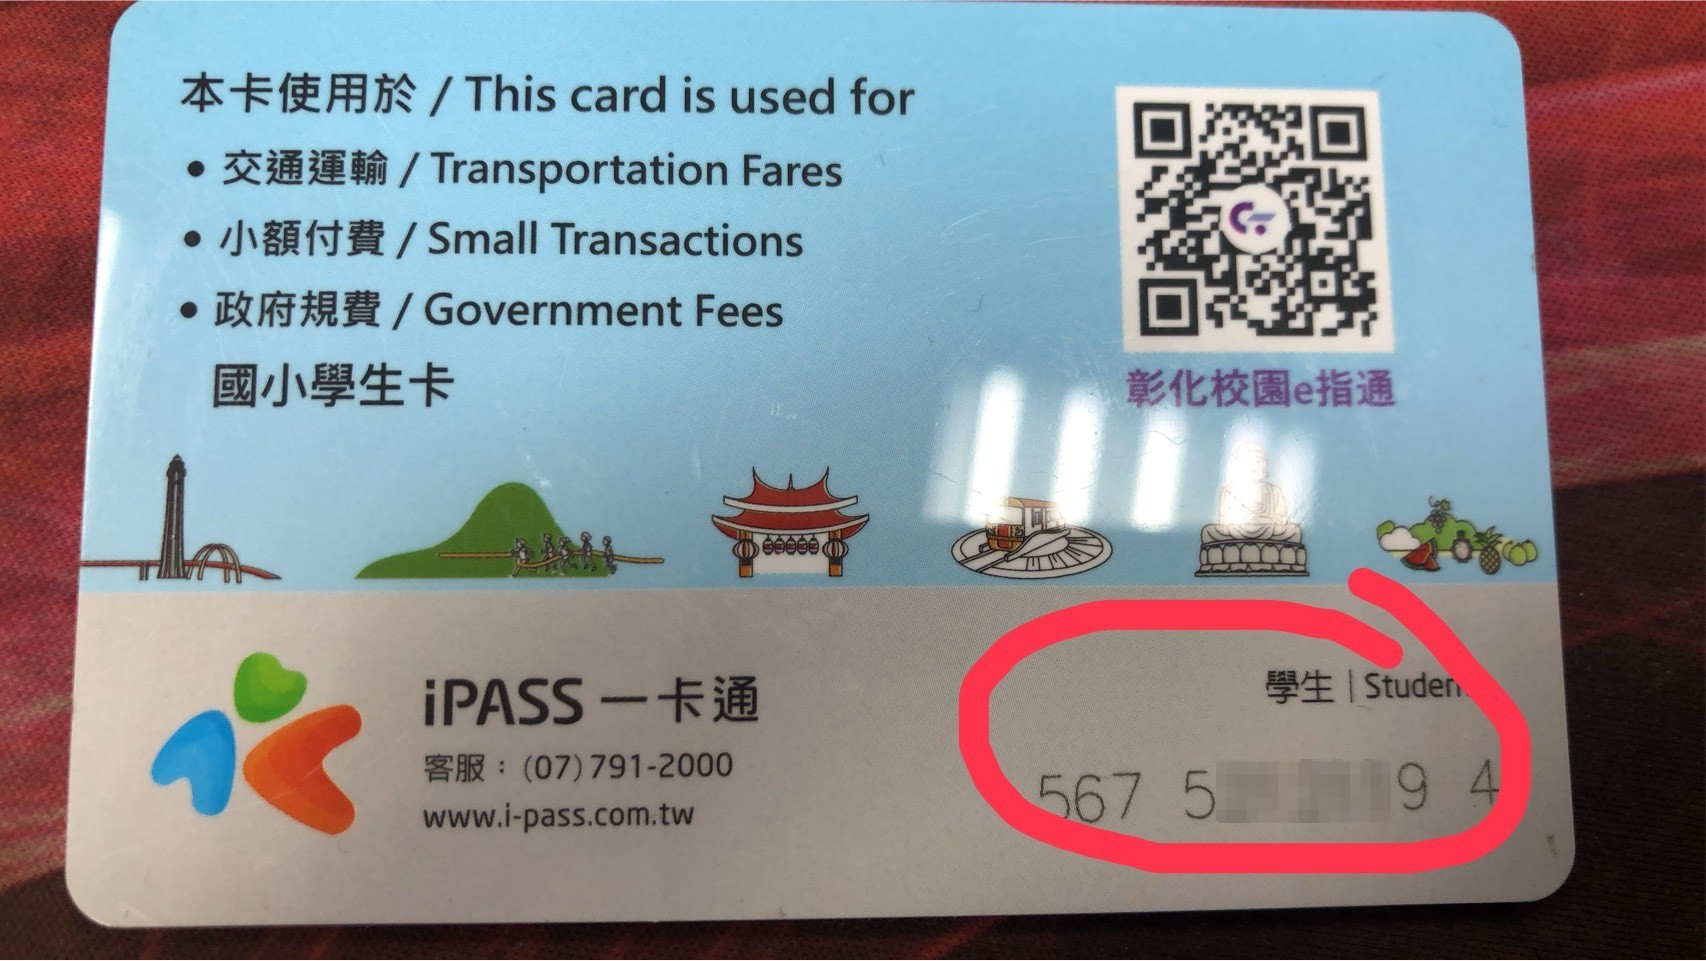 本卡使用於 / This card is used for
• 交通運輸 / Transportation Fares
• 小額付費 / Small Transactions
• 政府規費 / Government Fees
國小學生卡
彰化校園e指通
iPASS 一卡通
客服：(07)791-2000
www.i-pass.com.tw
學生 | Studen
567 5 9 4